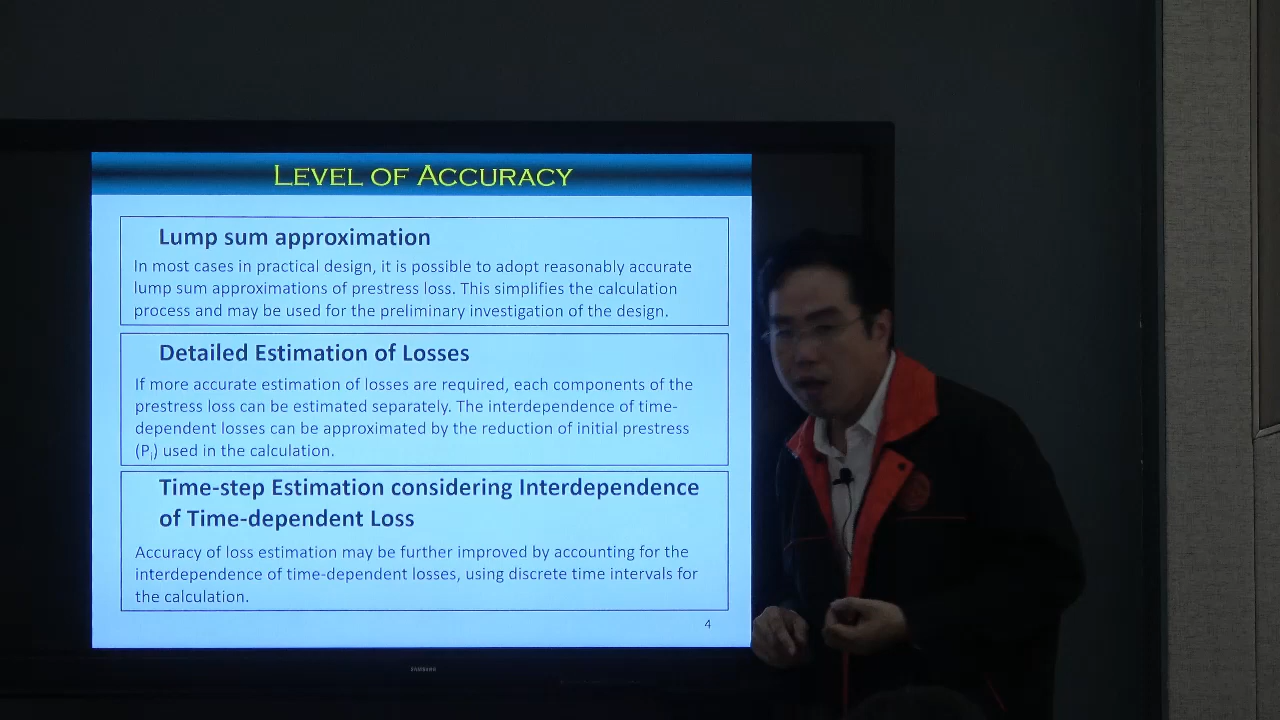 LEVEL OF ACCURACY
Lump sum approximation
In most cases in practical design, it is possible to adopt reasonably accurate
lump sum approximations of prestress loss. This simplifies the calculation
process and may be used for the preliminary investigation of the design.
Detailed Estimation of Losses
If more accurate estimation of losses are required, each components of the
prestress loss can be estimated separately. The interdependence of time-
dependent losses can be approximated by the reduction of initial prestress
(Pi) used in the calculation.
Time-step Estimation considering Interdependence
of Time-dependent Loss
Accuracy of loss estimation may be further improved by accounting for the
interdependence of time-dependent losses, using discrete time intervals for
the calculation.
4
SAMSUNG